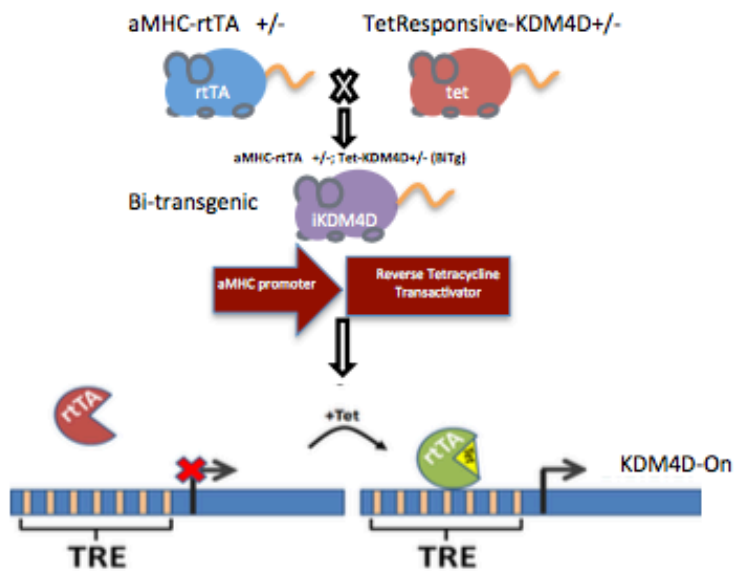 aMHC-rtTA +/-
TetResponsive-KDM4D+/-
rtTA
tet
aMHC-rtTA +/-; Tet-KDM4D+/- (BiTg)
Bi-transgenic
iKDM4D
aMHC promoter
Reverse Tetracycline
Transactivator
rtTA
+Tet
rtTA
KDM4D-On
TRE
TRE